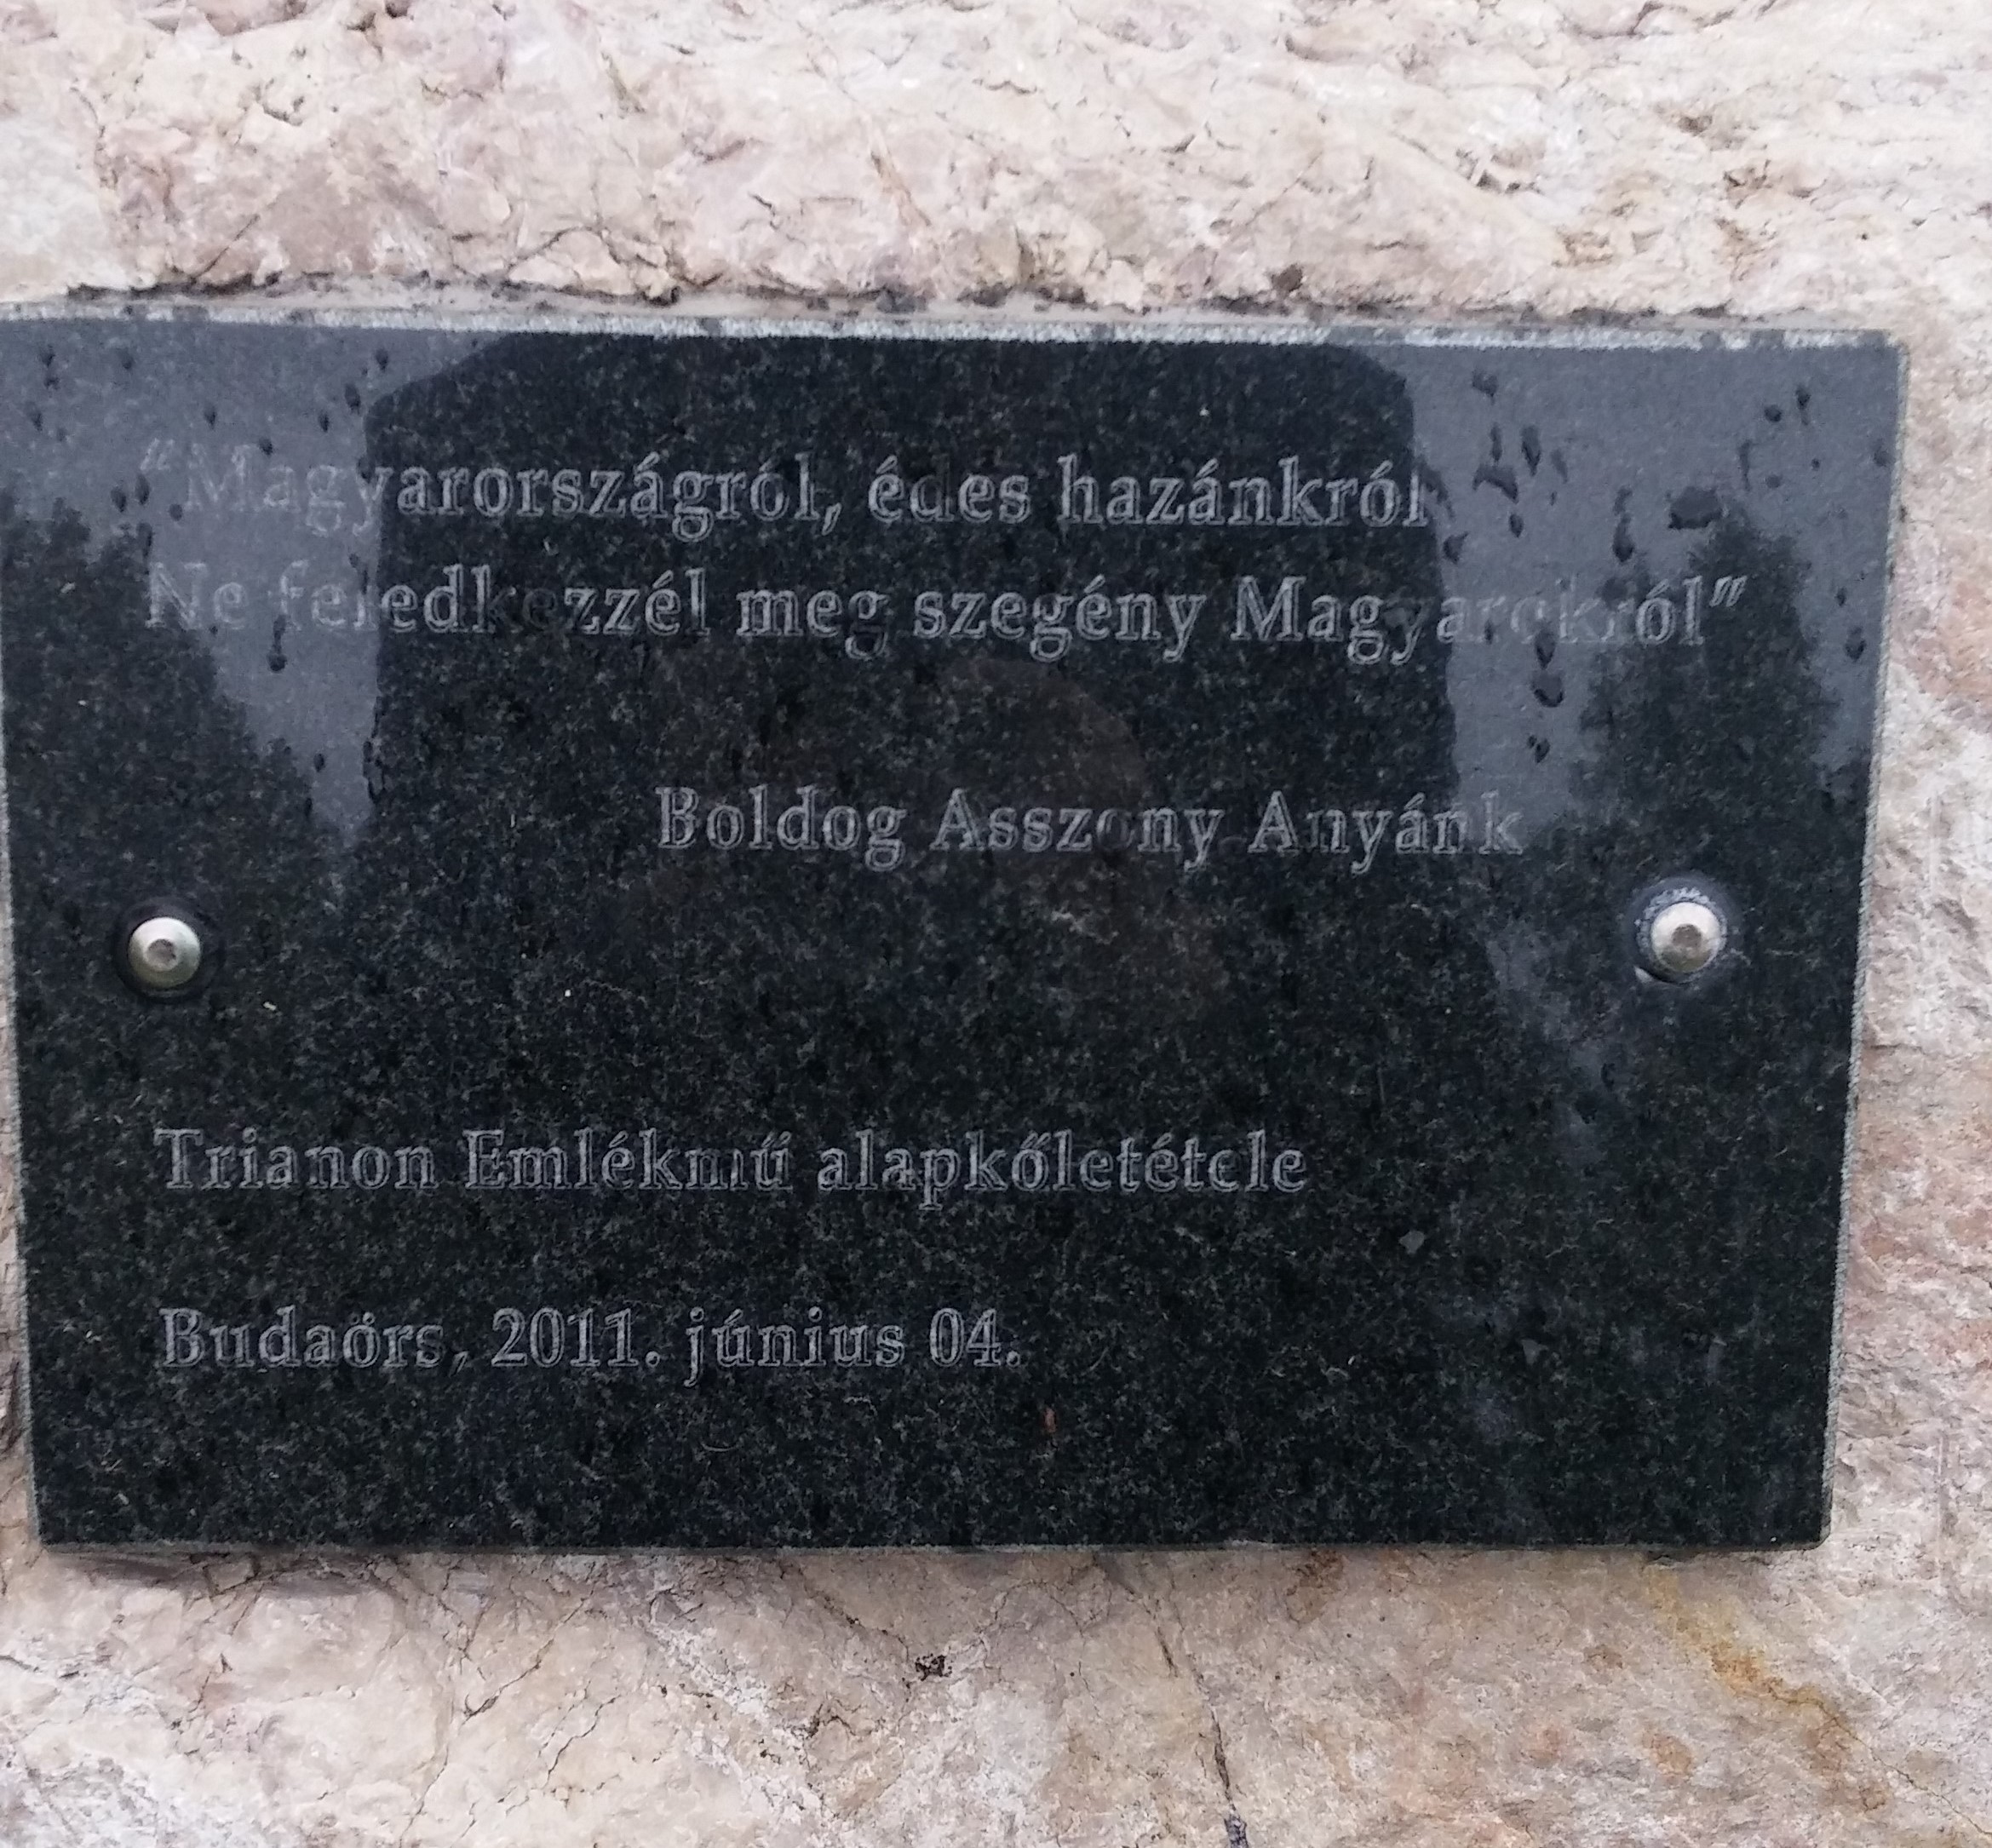 “Magyarországról, édes hazánkról
Ne feledkezzél meg szegény Magyarokról”
Boldog Asszony Anyánk
Trianon Emlékmű alapkőletétele
Budaörs, 2011. június 04.